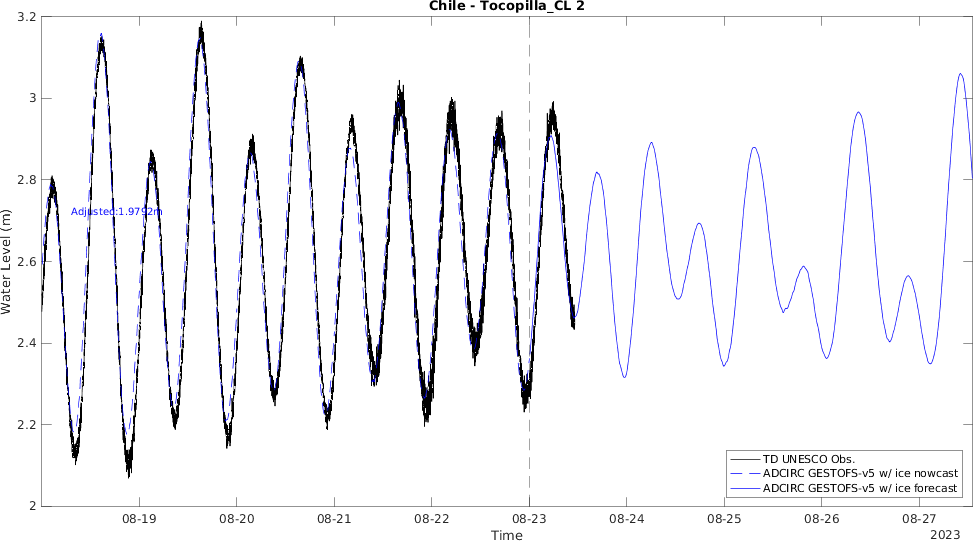 Chile - Tocopilla_CL 2
3.2
3
2.8
2.6
2.4
2.2
2
Water Level (m)
Adjusted:1.9792m
TD UNESCO Obs.
ADCIRC GESTOFS-v5 w/ ice nowcast
ADCIRC GESTOFS-v5 w/ ice forecast
08-19 08-20 08-21 08-22 08-23 08-24 08-25 08-26 08-27
Time
2023